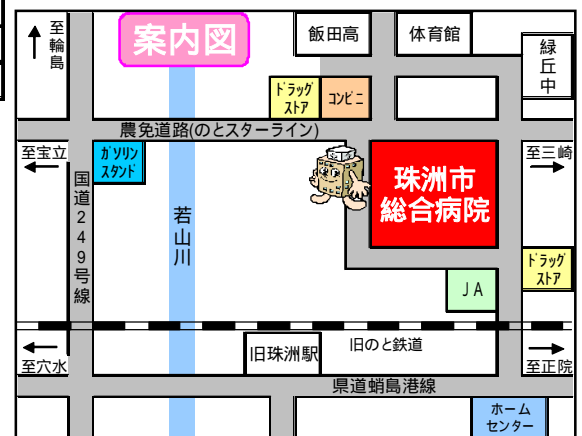 案内図
至輪島
飯田高
体育館
緑丘中
ドラッグ
ストア
コンビニ
農免道路(のとスターライン)
至宝立
ガソリン
スタンド
至三崎
珠洲市
総合病院
国道249号線
若山川
ドラッグ
ストア
JA
旧珠洲駅
旧のと鉄道
至穴水
至正院
県道蛸島港線
ホーム
センター